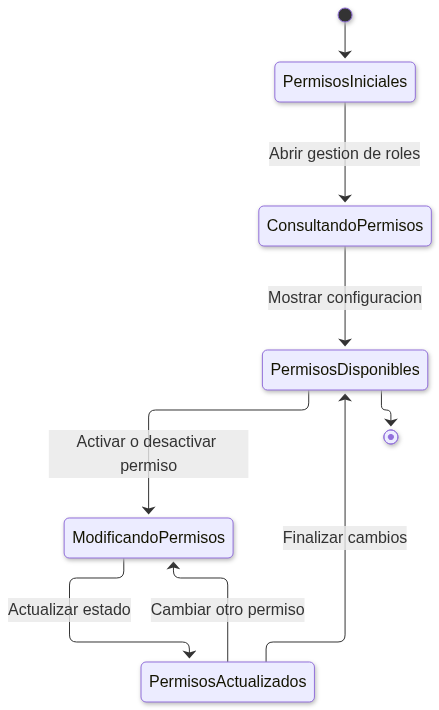 PermisosIniciales
Abrir gestion de roles
ConsultandoPermisos
Mostrar configuracion
PermisosDisponibles
Activar o desactivar
permiso
ModificandoPermisos
Finalizar cambios
Actualizar estado
Cambiar otro permiso
PermisosActualizados